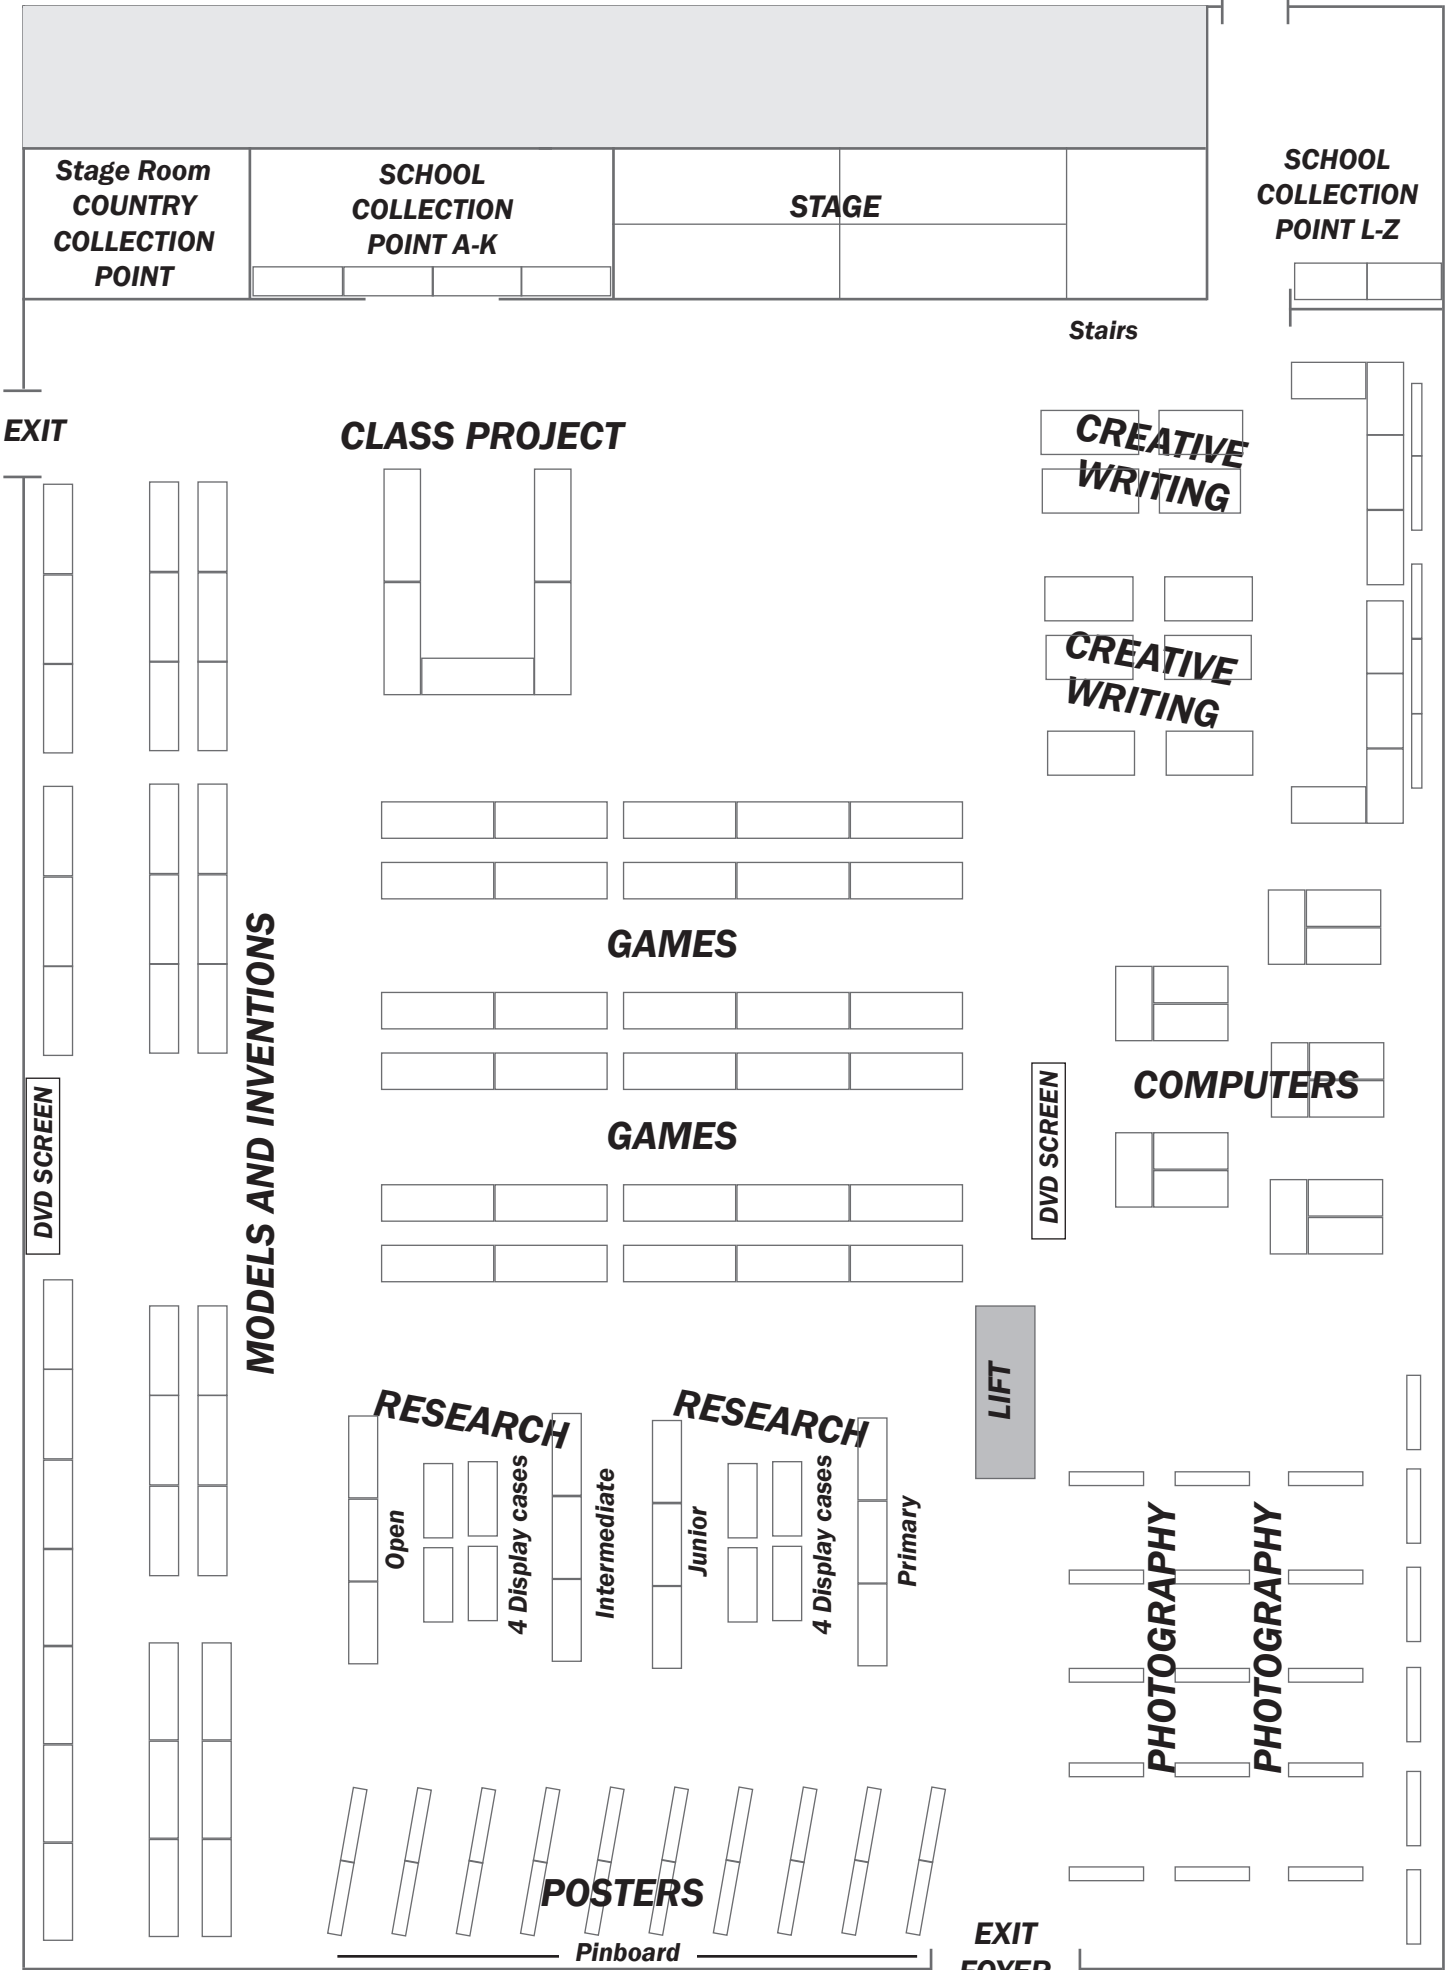 Stage Room
COUNTRY
COLLECTION
POINT
SCHOOL
COLLECTION
POINT A-K
STAGE
SCHOOL
COLLECTION
POINT L-Z
Stairs
EXIT
CLASS PROJECT
CREATIVE
WRITING
CREATIVE
WRITING
MODELS AND INVENTIONS
GAMES
DVD SCREEN
DVD SCREEN
COMPUTERS
GAMES
LIFT
RESEARCH
RESEARCH
Open
4 Display cases
Intermediate
Junior
4 Display cases
Primary
PHOTOGRAPHY
PHOTOGRAPHY
POSTERS
Pinboard
EXIT
FOYER